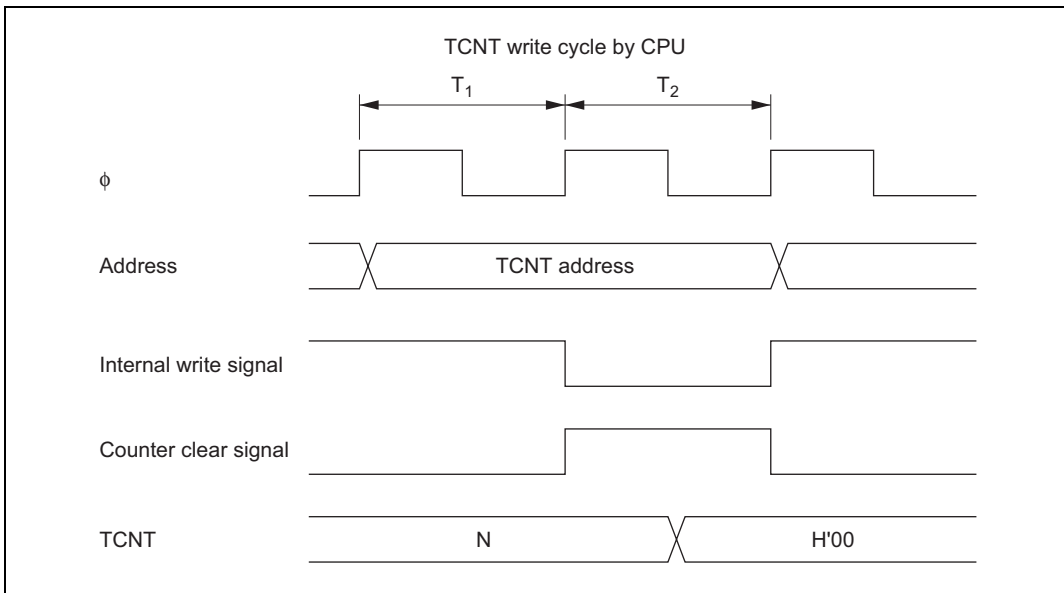 TCNT write cycle by CPU
T1 T2
ϕ
Address TCNT address
Internal write signal
Counter clear signal
TCNT N H'00